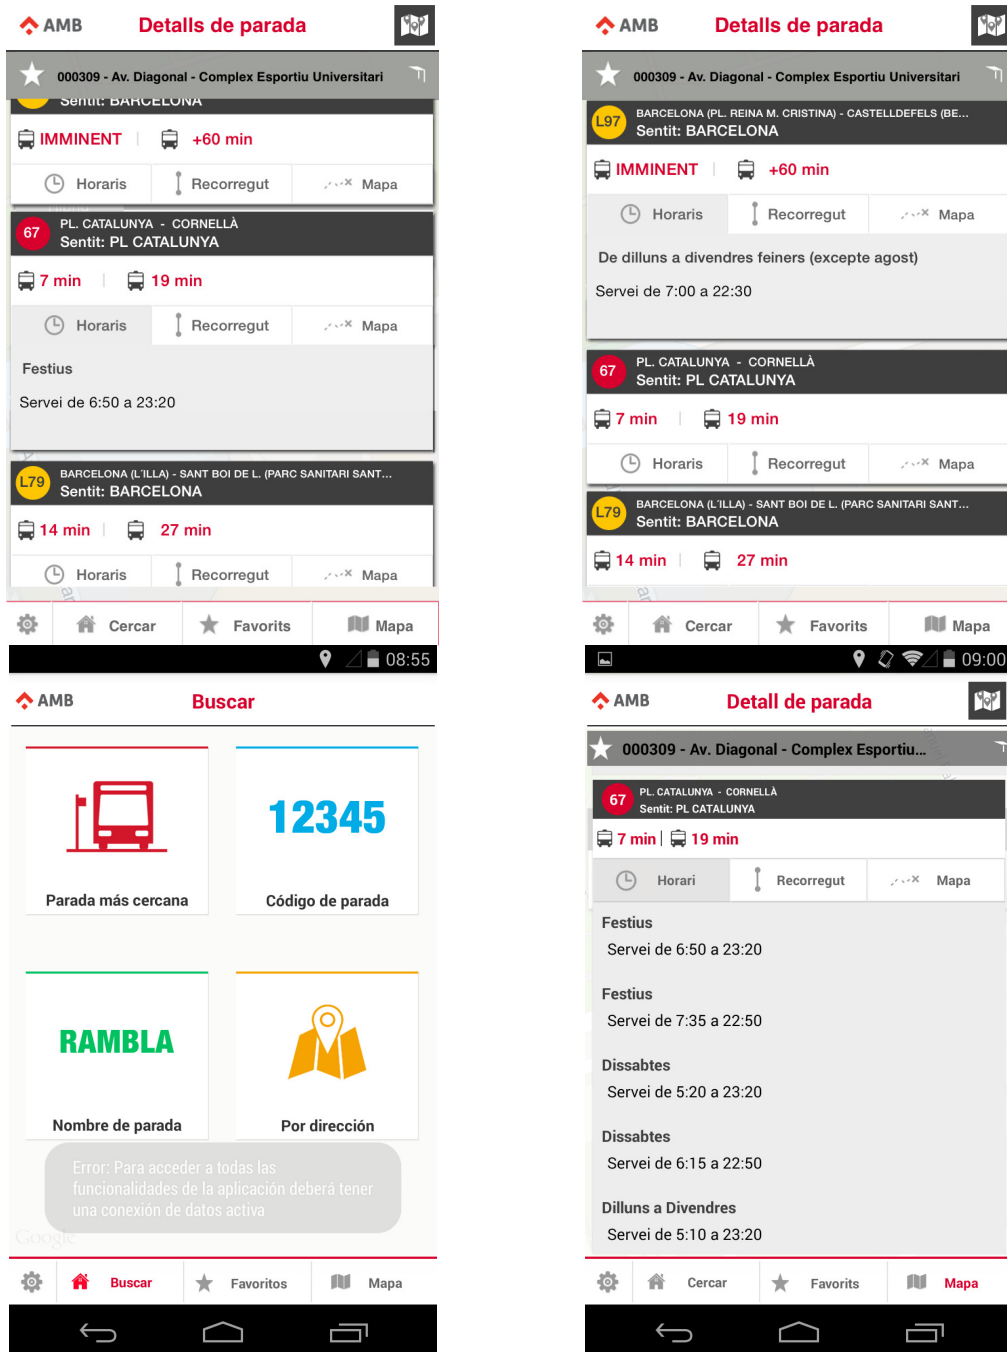 AMB Detalls de parada
000309 - Av. Diagonal - Complex Esportiu Universitari
Sentit: BARCELONA
IMMINENT +60 min
Horaris Recorregut Mapa
67 PL. CATALUNYA - CORNELLÀ
Sentit: PL CATALUNYA
7 min 19 min
Horaris Recorregut Mapa
Festius
Servei de 6:50 a 23:20
L79 BARCELONA (L'ILLA) - SANT BOI DE L. (PARC SANITARI SANT...
Sentit: BARCELONA
14 min 27 min
Horaris Recorregut Mapa
Cercar Favorits Mapa
AMB Detalls de parada
000309 - Av. Diagonal - Complex Esportiu Universitari
L97 BARCELONA (PL. REINA M. CRISTINA) - CASTELLDEFELS (BE...
Sentit: BARCELONA
IMMINENT +60 min
Horaris Recorregut Mapa
De dilluns a divendres feiners (excepte agost)
Servei de 7:00 a 22:30
67 PL. CATALUNYA - CORNELLÀ
Sentit: PL CATALUNYA
7 min 19 min
Horaris Recorregut Mapa
L79 BARCELONA (L'ILLA) - SANT BOI DE L. (PARC SANITARI SANT...
Sentit: BARCELONA
14 min 27 min
Cercar Favorits Mapa
08:55
AMB Buscar
Parada más cercana
12345
Código de parada
RAMBLA
Nombre de parada
Por dirección
Error: Para acceder a todas las
funcionalidades de la aplicación deberá tener
una conexión de datos activa
Google
Buscar Favoritos Mapa
09:00
AMB Detall de parada
000309 - Av. Diagonal - Complex Esportiu...
67 PL. CATALUNYA - CORNELLÀ
Sentit: PL CATALUNYA
7 min 19 min
Horari Recorregut Mapa
Festius
Servei de 6:50 a 23:20
Festius
Servei de 7:35 a 22:50
Dissabtes
Servei de 5:20 a 23:20
Dissabtes
Servei de 6:15 a 22:50
Dilluns a Divendres
Servei de 5:10 a 23:20
Cercar Favorits Mapa